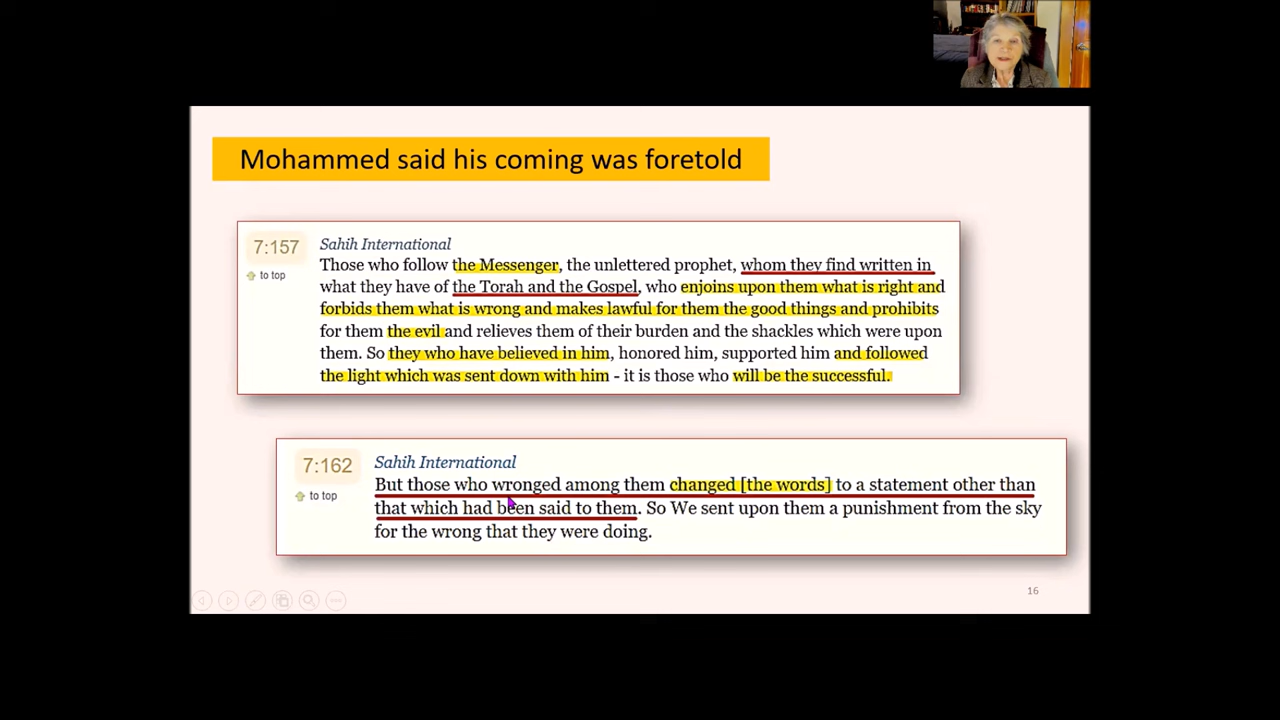 Mohammed said his coming was foretold
7:157
to top
Sahih International
Those who follow the Messenger, the unlettered prophet, whom they find written in
what they have of the Torah and the Gospel, who enjoins upon them what is right and
forbids them what is wrong and makes lawful for them the good things and prohibits
for them the evil and relieves them of their burden and the shackles which were upon
them. So they who have believed in him, honored him, supported him and followed
the light which was sent down with him - it is those who will be the successful.
7:162
to top
Sahih International
But those who wronged among them changed [the words] to a statement other than
that which had been said to them. So We sent upon them a punishment from the sky
for the wrong that they were doing.
16